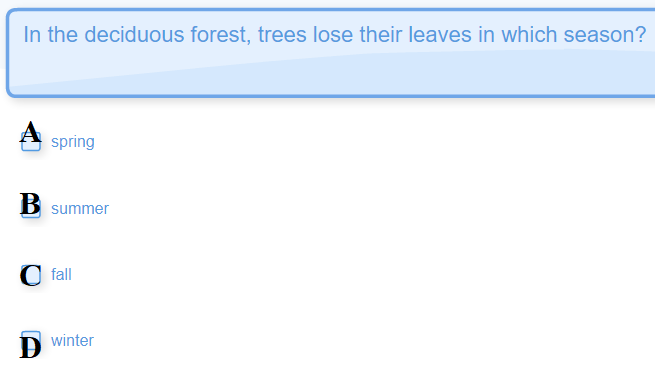 In the deciduous forest, trees lose their leaves in which season?
A spring
B summer
C fall
D winter